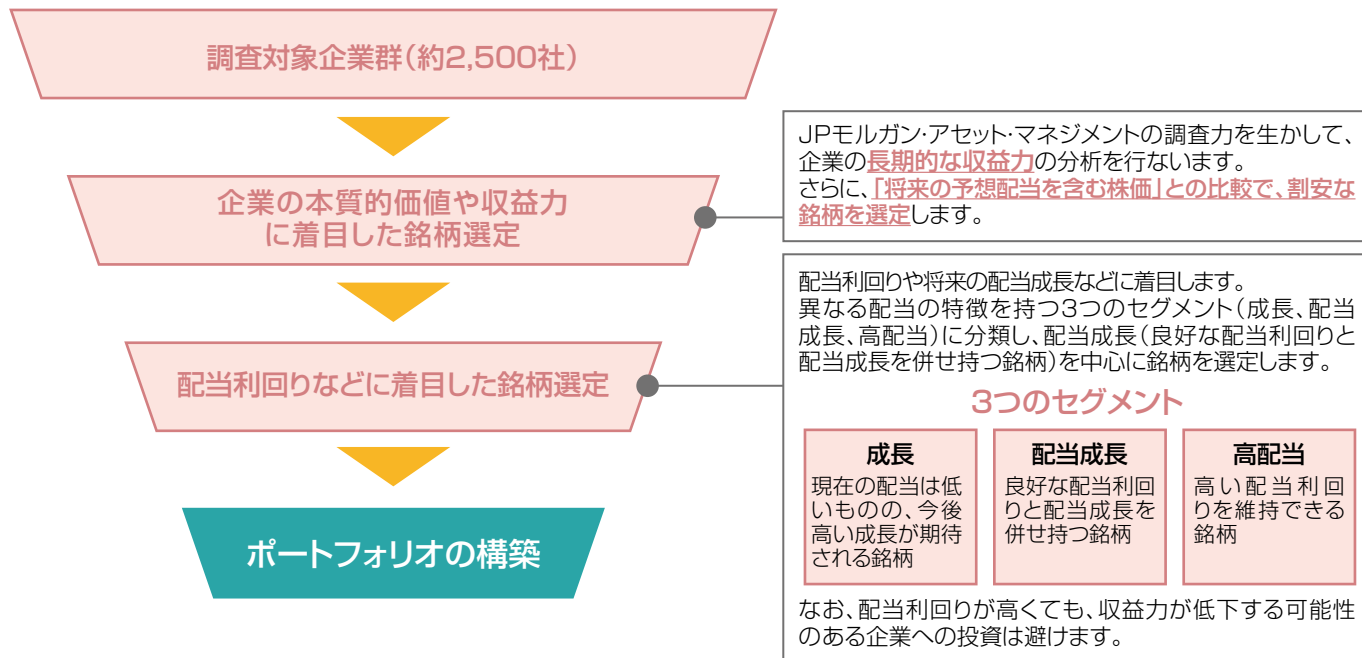 調査対象企業群（約2,500社）
企業の本質的価値や収益力
に着目した銘柄選定
JPモルガン・アセット・マネジメントの調査力を生かして、
企業の長期的な収益力の分析を行ないます。
さらに、「将来の予想配当を含む株価」との比較で、割安な
銘柄を選定します。
配当利回りなどに着目した銘柄選定
配当利回りや将来の配当成長などに着目します。
異なる配当の特徴を持つ3つのセグメント（成長、配当
成長、高配当）に分類し、配当成長（良好な配当利回りと
配当成長を併せ持つ銘柄）を中心に銘柄を選定します。
3つのセグメント
成長
現在の配当は低
いものの、今後
高い成長が期待
される銘柄
配当成長
良好な配当利回
りと配当成長を
併せ持つ銘柄
高配当
高い配当利回
りを維持できる
銘柄
なお、配当利回りが高くても、収益力が低下する可能性
のある企業への投資は避けます。
ポートフォリオの構築